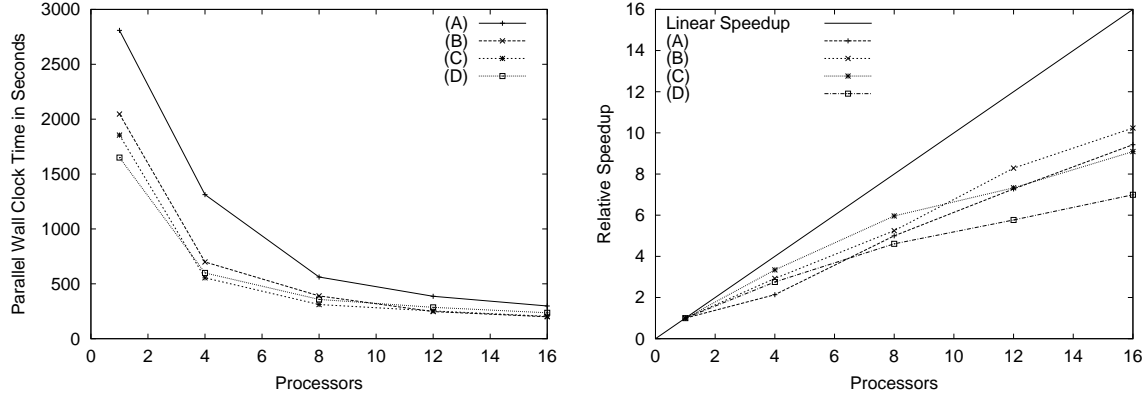 3000
2500
2000
1500
1000
500
0
0 2 4 6 8 10 12 14 16
Parallel Wall Clock Time in Seconds
Processors
(A)
(B)
(C)
(D)
16
14
12
10
8
6
4
2
0
0 2 4 6 8 10 12 14 16
Relative Speedup
Processors
Linear Speedup
(A)
(B)
(C)
(D)